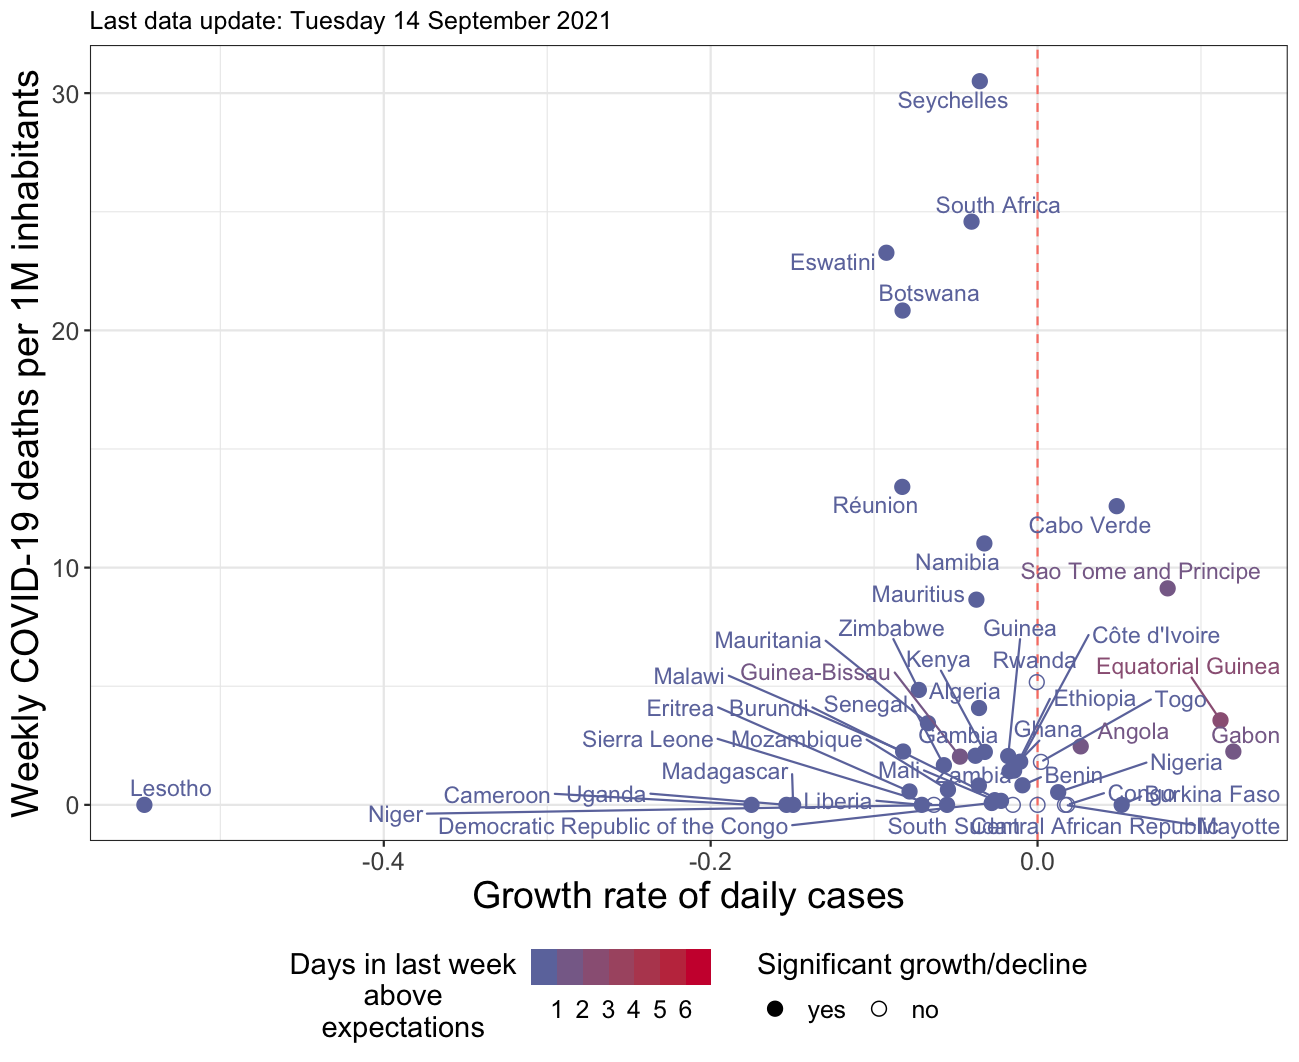 Last data update: Tuesday 14 September 2021
Weekly COVID-19 deaths per 1M inhabitants
30
20
10
0
Seychelles
South Africa
Eswatini
Botswana
Réunion
Cabo Verde
Namibia
Sao Tome and Principe
Mauritius
Zimbabwe
Guinea
Côte d'Ivoire
Mauritania
Kenya
Rwanda
Equatorial Guinea
Malawi
Guinea-Bissau
Algeria
Ethiopia
Togo
Eritrea
Burundi
Senegal
Gambia
Ghana
Angola
Gabon
Sierra Leone
Mozambique
Madagascar
Mali
Zambia
Benin
Nigeria
Lesotho
Cameroon
Uganda
Liberia
Congo
Burkina Faso
Niger
Democratic Republic of the Congo
South Sudan
Central African Republic
Mayotte
-0.4
-0.2
0.0
Growth rate of daily cases
Days in last week
above
expectations
1 2 3 4 5 6
Significant growth/decline
yes
no